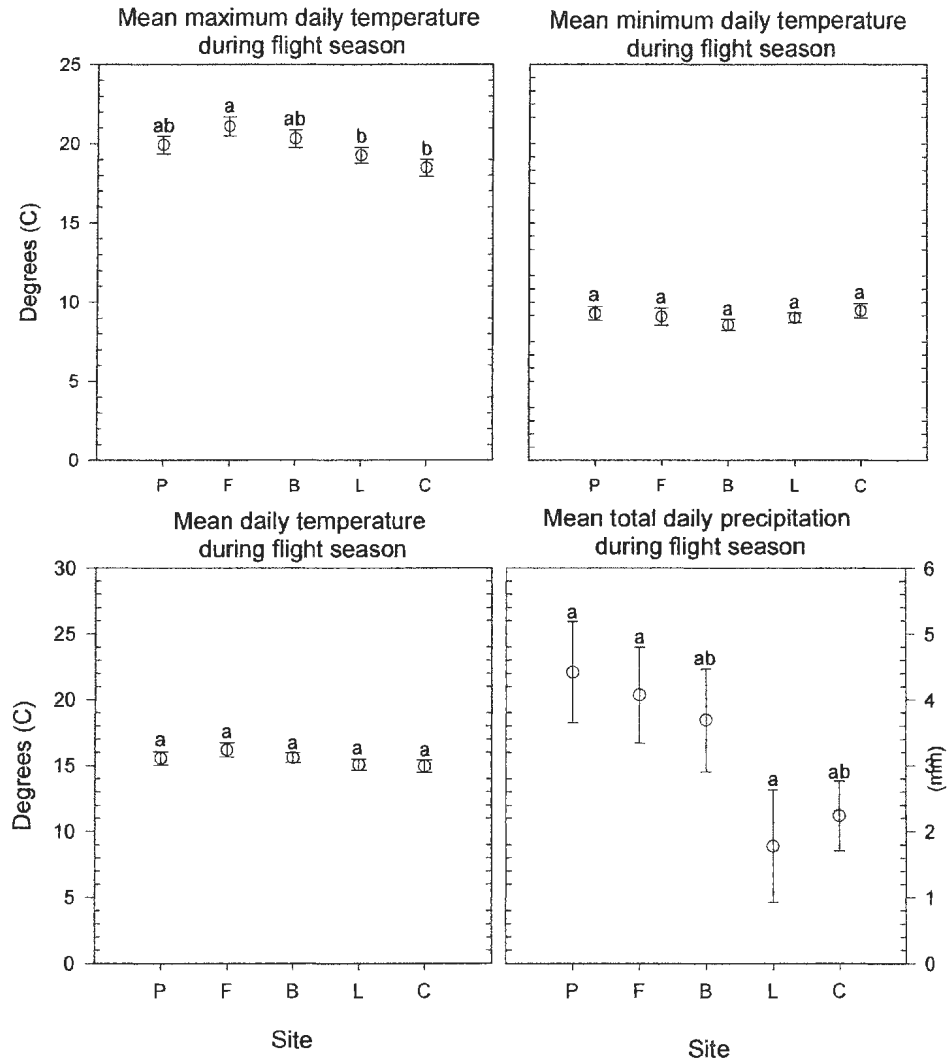 Mean maximum daily temperature
during flight season
Mean minimum daily temperature
during flight season
25
20
15
10
5
0
Degrees (C)
ab
a
ab
b
b
P F B L C
a
a
a
a
a
P F B L C
Mean daily temperature
during flight season
Mean total daily precipitation
during flight season
30
25
20
15
10
5
0
Degrees (C)
a
a
a
a
a
P F B L C
Site
a
a
ab
a
ab
6
5
4
3
2
1
0
(mm)
P F B L C
Site